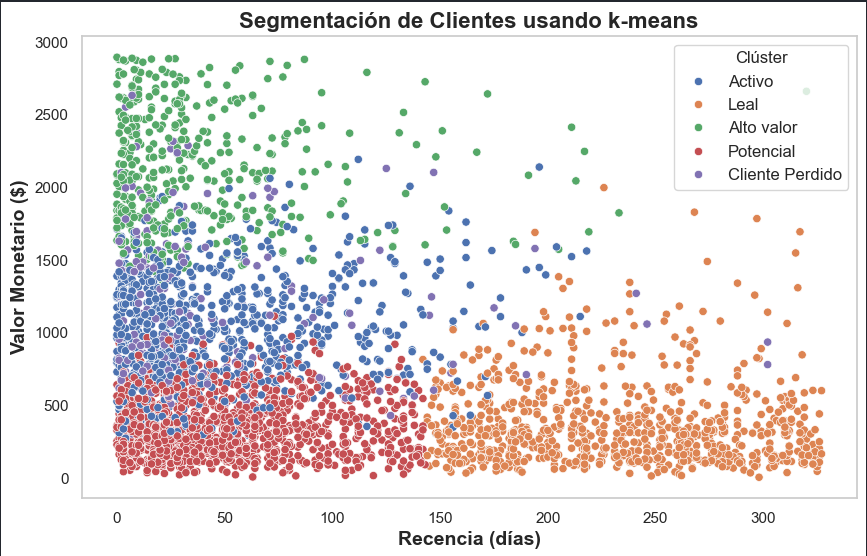 Segmentación de Clientes usando k-means
3000
2500
2000
1500
1000
500
0
Valor Monetario ($)
Clúster
Activo
Leal
Alto valor
Potencial
Cliente Perdido
0 50 100 150 200 250 300
Recencia (días)